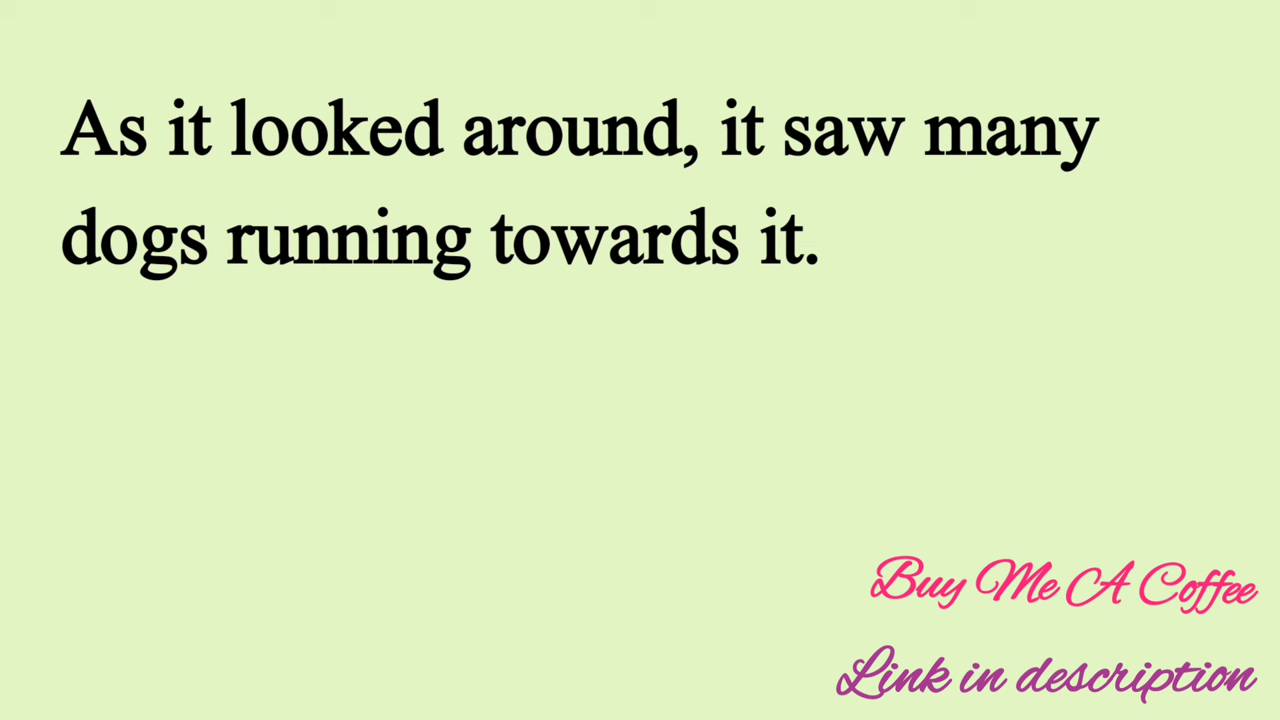 As it looked around, it saw many
dogs running towards it.
Buy Me A Coffee
Link in description